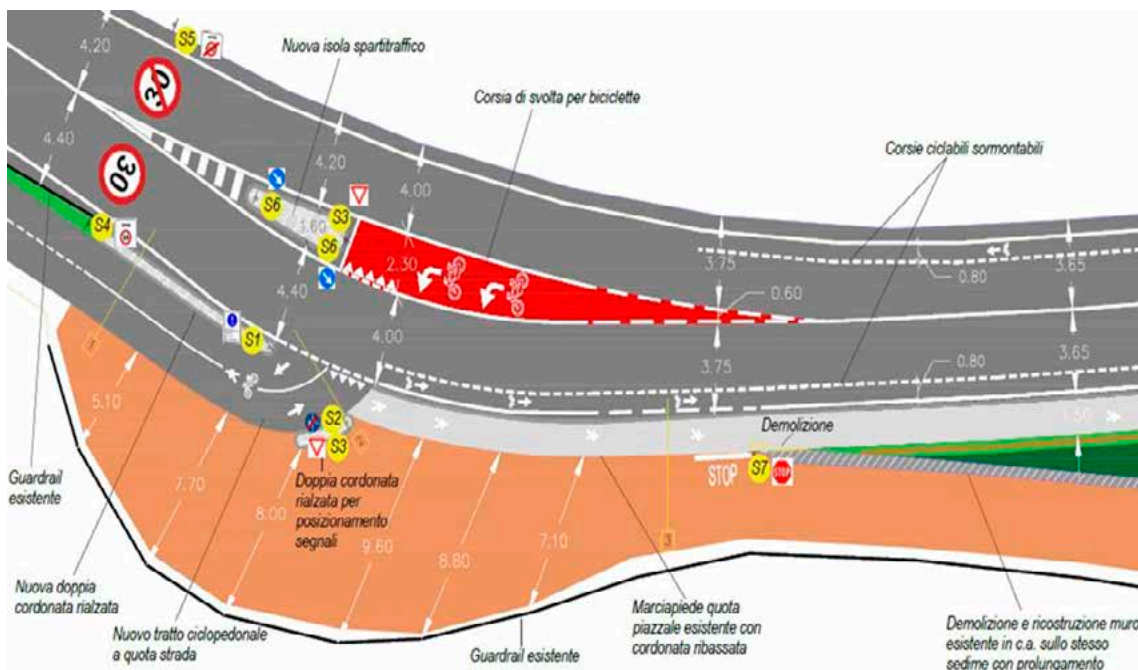 4.20
S5
Nuova isola spartitraffico
30
Corsia di svolta per biciclette
Corsie ciclabili sormontabili
4.40
4.20
4.00
30
S6
S3
S4
1.60
S6
2.30
3.75
0.80
3.65
0.60
4.40
S1
4.00
3.75
0.80
3.65
1
5.10
S2
S3
Demolizione
STOP
S7
STOP
Guardrail
esistente
7.70
Doppia cordonata
rialzata per
posizionamento
segnali
8.00
9.60
8.80
7.10
3
Nuova doppia
cordonata rialzata
Nuovo tratto ciclopedonale
a quota strada
Guardrail esistente
Marciapiede quota
piazzale esistente con
cordonata ribassata
Demolizione e ricostruzione muro
esistente in c.a. sullo stesso
sedime con prolungamento